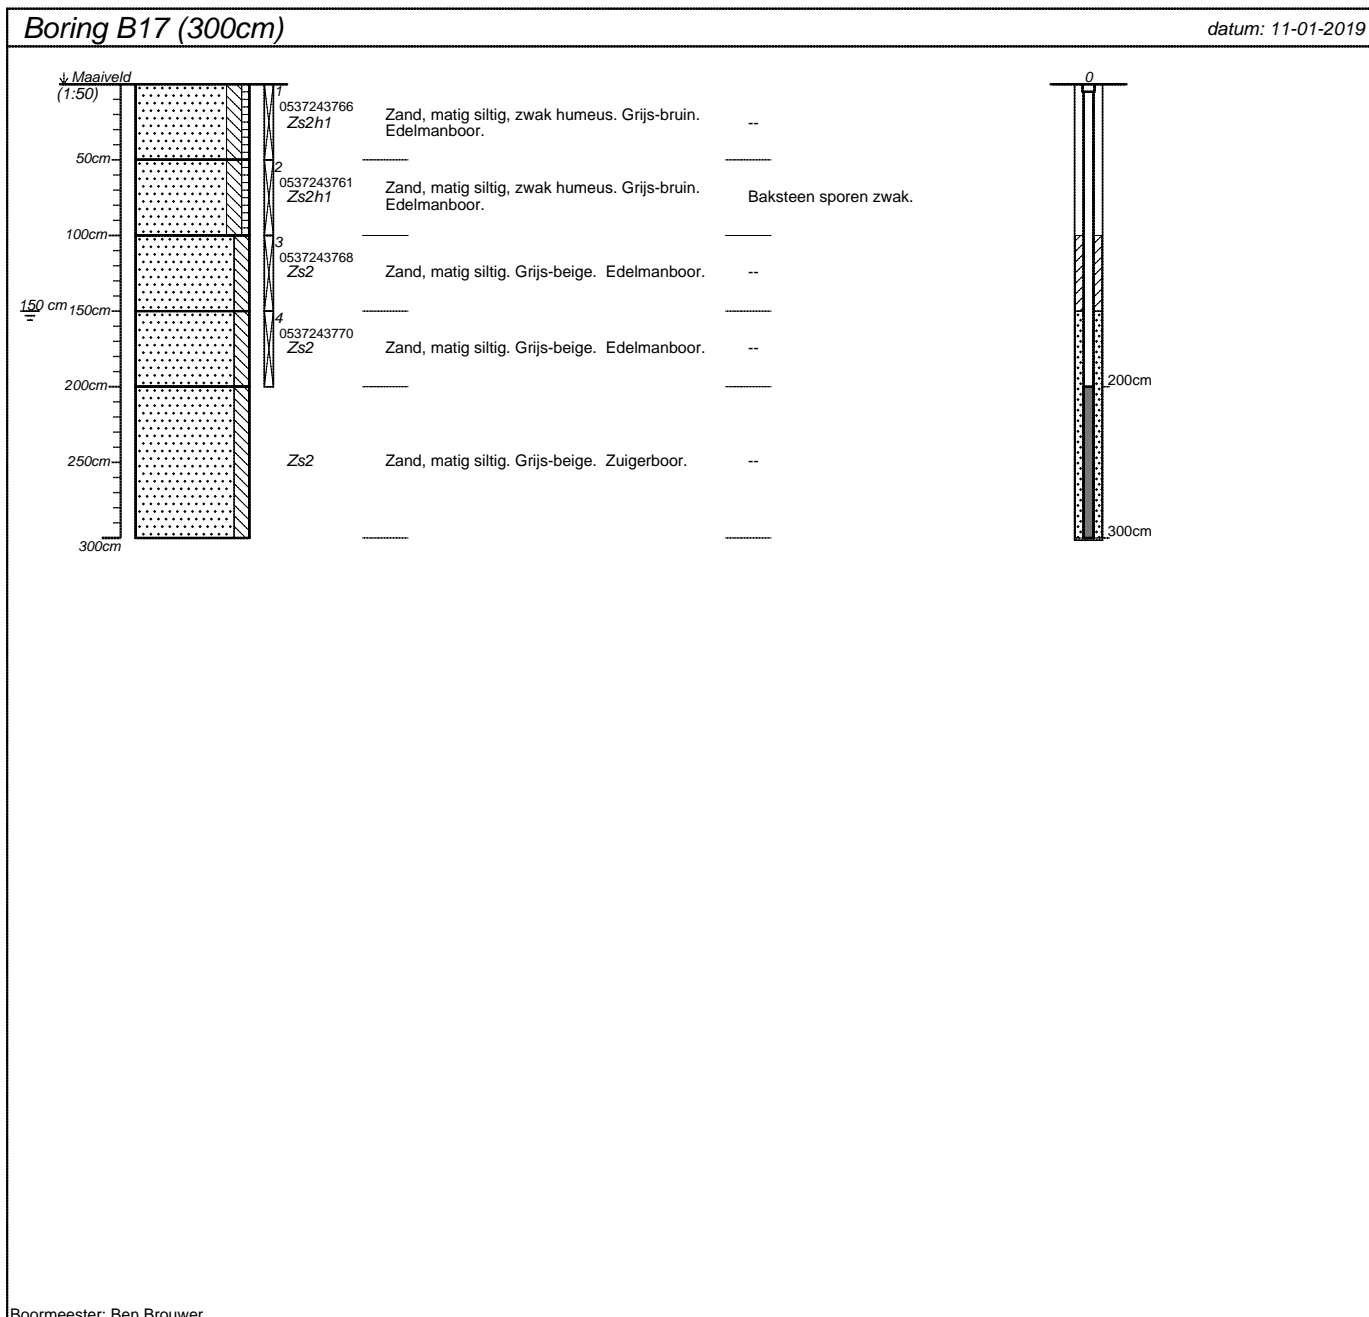 Boring B17 (300cm)
datum: 11-01-2019
Maaiveld
(1:50)
0
1
0537243766
Zs2h1
Zand, matig siltig, zwak humeus. Grijs-bruin.
Edelmanboor.
--
50cm
2
0537243761
Zs2h1
Zand, matig siltig, zwak humeus. Grijs-bruin.
Edelmanboor.
Baksteen sporen zwak.
100cm
3
0537243768
Zs2
Zand, matig siltig. Grijs-beige. Edelmanboor.
--
150 cm
150cm
4
0537243770
Zs2
Zand, matig siltig. Grijs-beige. Edelmanboor.
--
200cm
200cm
250cm
Zs2
Zand, matig siltig. Grijs-beige. Zuigerboor.
--
300cm
300cm
Boormeester: Ben Brouwer